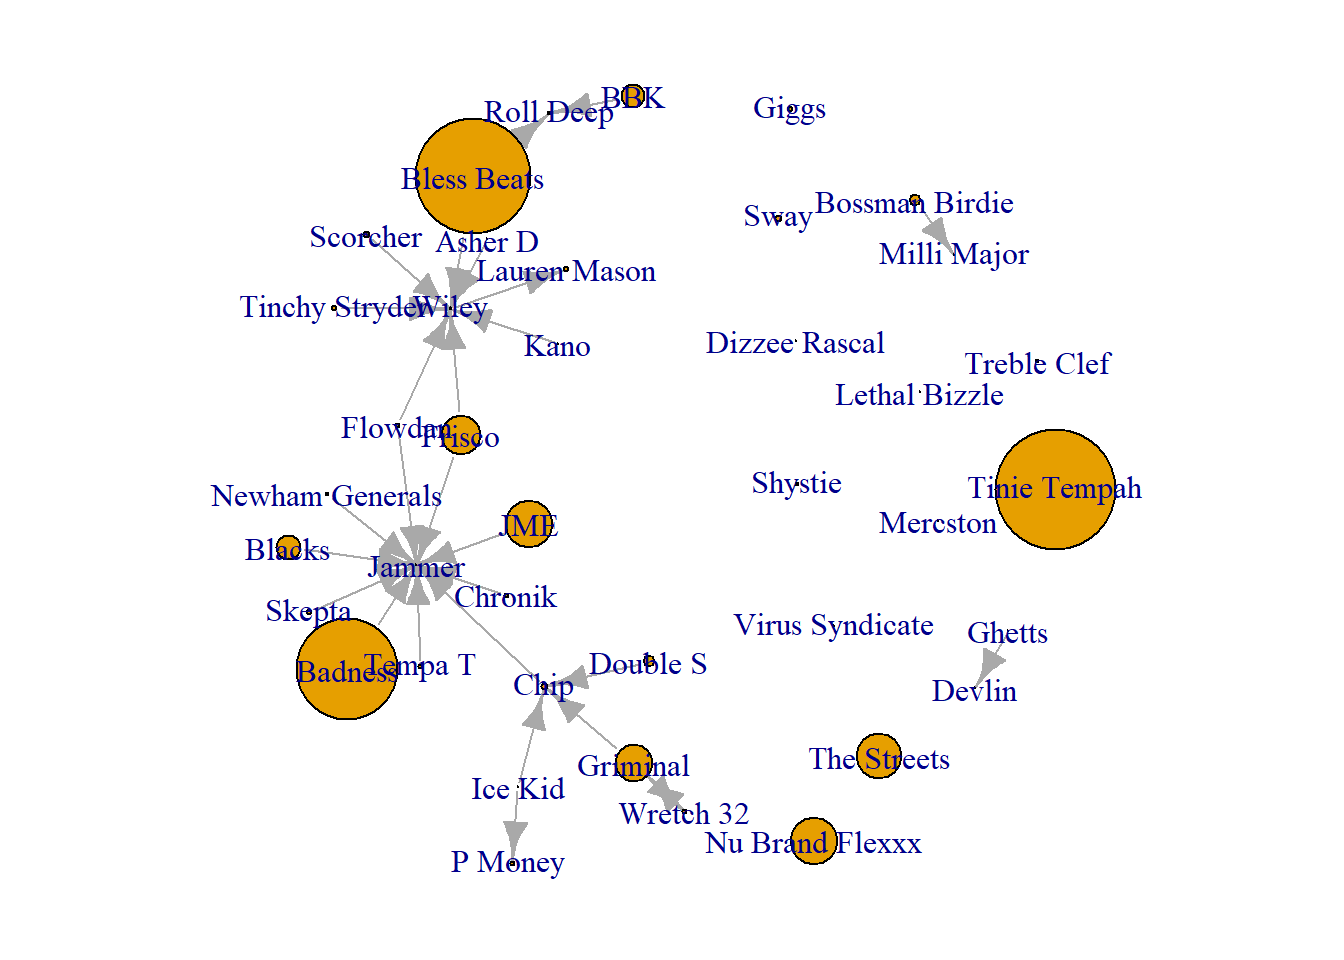 BBK
Roll Deep
Giggs
Bless Beats
Bossman Birdie
Sway
Scorcher
Asher D
Milli Major
Lauren Mason
Tinchy Stryder
Wiley
Kano
Dizzee Rascal
Treble Clef
Lethal Bizzle
Flowdan
Frisco
Shystie
Tinie Tempah
Newham Generals
Mercston
JME
Blacks
Jammer
Chronik
Skepta
Virus Syndicate
Ghetts
Double S
Tempa T
Badness
Chip
Devlin
The Streets
Griminal
Ice Kid
Wretch 32
Nu Brand Flexxx
P Money